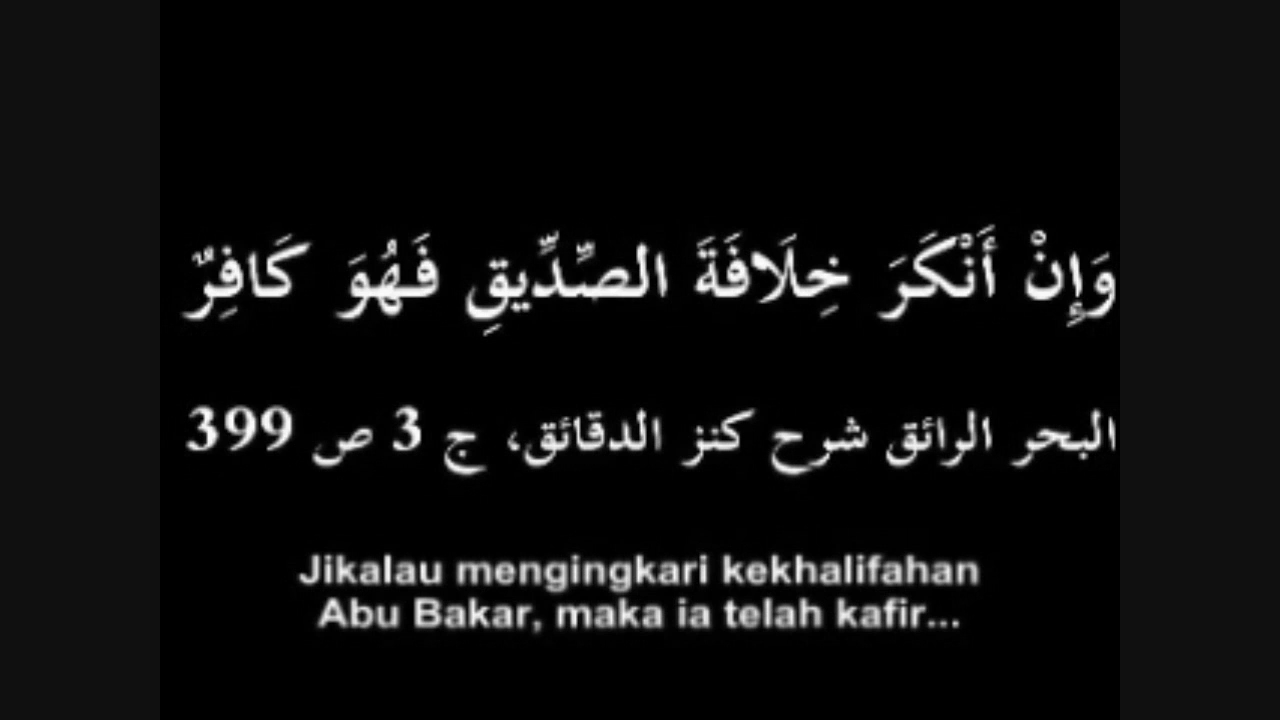 وَإِنْ أَنْكَرَ خِلَافَةَ الصِّدِّيقِ فَهُوَ كَافِرٌ
البحر الرائق شرح كنز الدقائق، ج 3 ص 399
Jikalau mengingkari kekhalifahan
Abu Bakar, maka ia telah kafir...